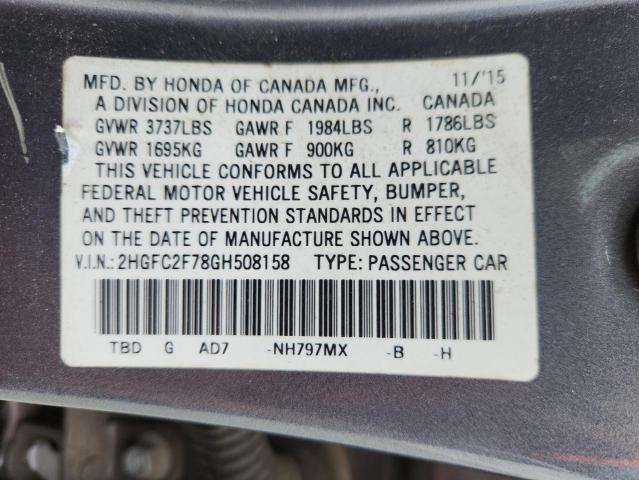 MFD. BY HONDA OF CANADA MFG., 11/'15
A DIVISION OF HONDA CANADA INC. CANADA
GVWR 3737LBS GAWR F 1984LBS R 1786LBS
GVWR 1695KG GAWR F 900KG R 810KG
THIS VEHICLE CONFORMS TO ALL APPLICABLE
FEDERAL MOTOR VEHICLE SAFETY, BUMPER,
AND THEFT PREVENTION STANDARDS IN EFFECT
ON THE DATE OF MANUFACTURE SHOWN ABOVE.
V.I.N.: 2HGFC2F78GH508158 TYPE: PASSENGER CAR
TBD G AD7 -NH797MX -B -H